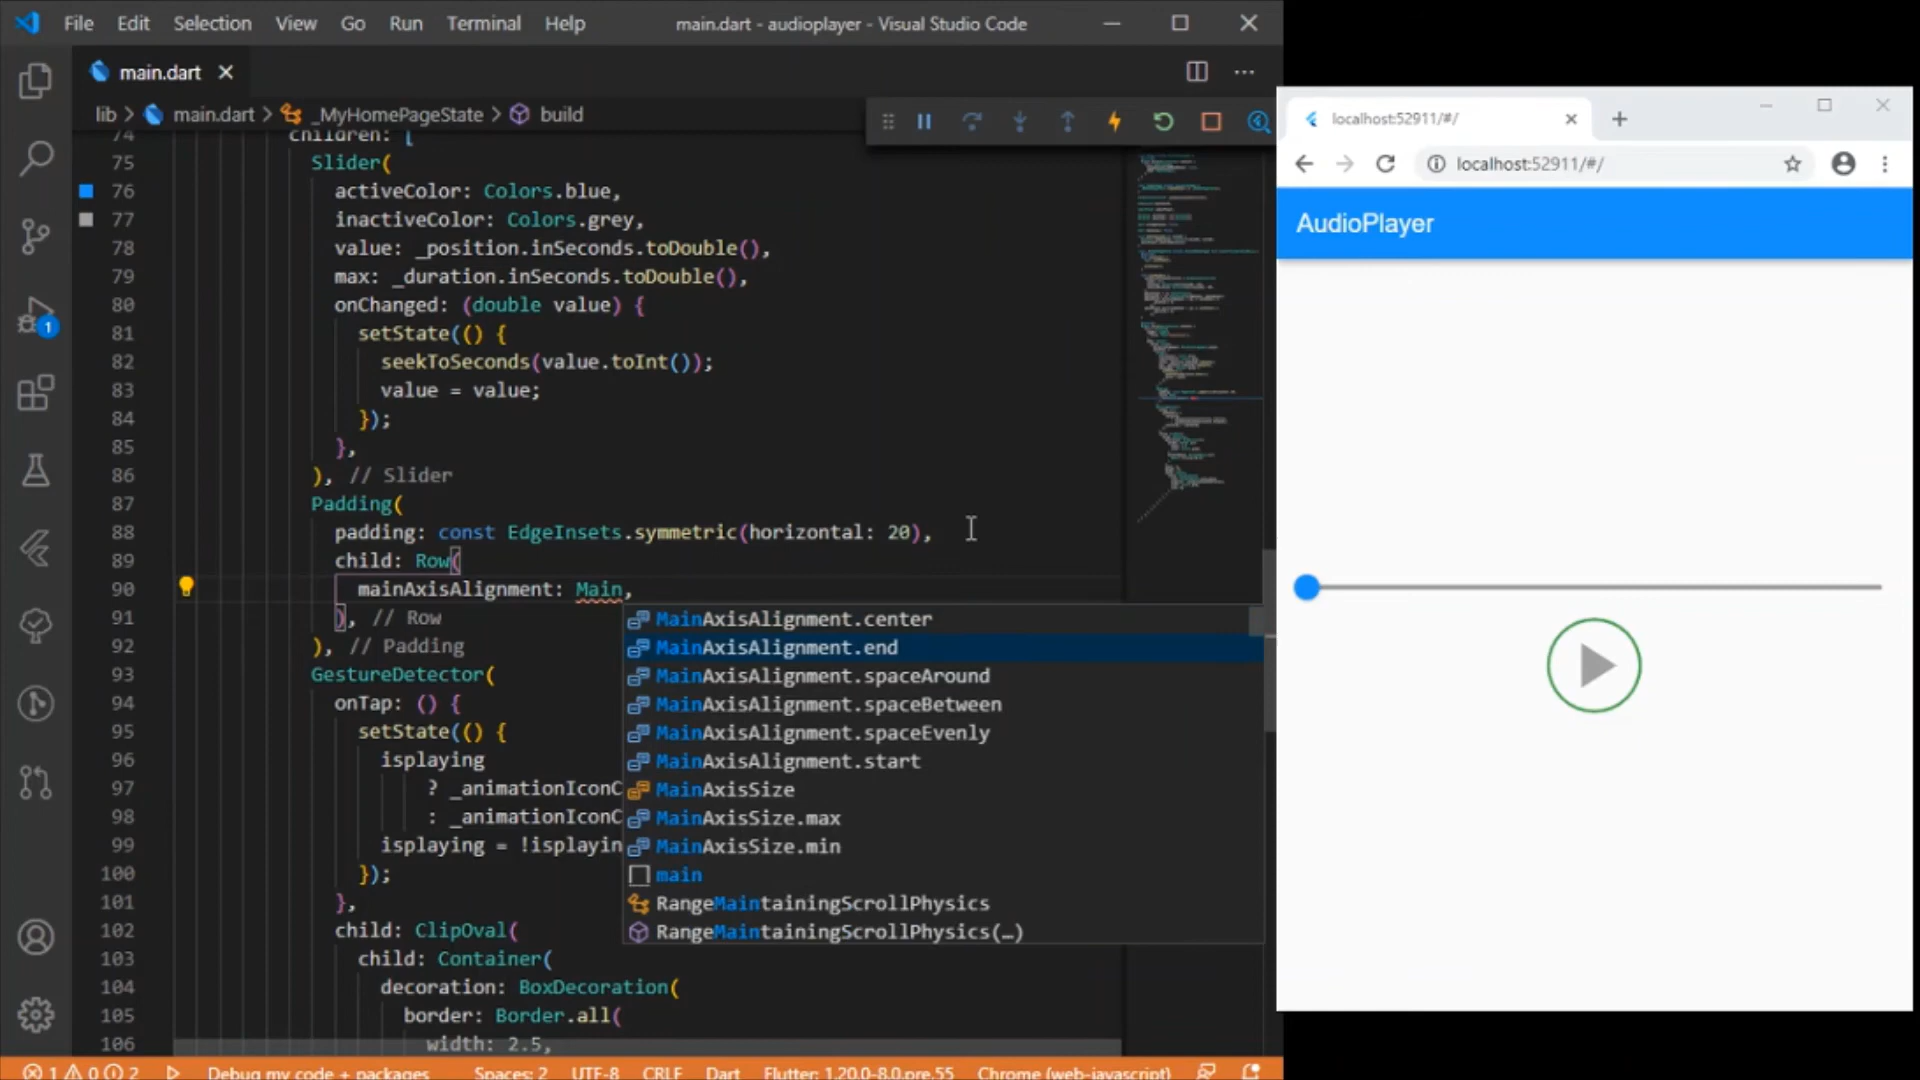 File Edit Selection View Go Run Terminal Help main.dart - audioplayer - Visual Studio Code
main.dart
lib > main.dart > _MyHomePageState > build
74 children: [
75 Slider(
76 activeColor: Colors.blue,
77 inactiveColor: Colors.grey,
78 value: _position.inSeconds.toDouble(),
79 max: _duration.inSeconds.toDouble(),
80 onChanged: (double value) {
81 setState(() {
82 seekToSeconds(value.toInt());
83 value = value;
84 });
85 },
86 ), // Slider
87 Padding(
88 padding: const EdgeInsets.symmetric(horizontal: 20),
89 child: Row(
90 mainAxisAlignment: Main,
91 ), // Row
92 ), // Padding
93 GestureDetector(
94 onTap: () {
95 setState(() {
96 isplaying
97 ? _animationIconC
98 : _animationIconC
99 isplaying = !isplayin
100 });
101 },
102 child: ClipOval(
103 child: Container(
104 decoration: BoxDecoration(
105 border: Border.all(
106 width: 2.5,
MainAxisAlignment.center
MainAxisAlignment.end
MainAxisAlignment.spaceAround
MainAxisAlignment.spaceBetween
MainAxisAlignment.spaceEvenly
MainAxisAlignment.start
MainAxisSize
MainAxisSize.max
MainAxisSize.min
main
RangeMaintainingScrollPhysics
RangeMaintainingScrollPhysics(…)
1
1 0 2 Debug my code + packages Spaces: 2 UTF-8 CRLF Dart Flutter: 1.20.0-8.0.pre.55 Chrome (web-javascript)
localhost:52911/#/
localhost:52911/#/
AudioPlayer